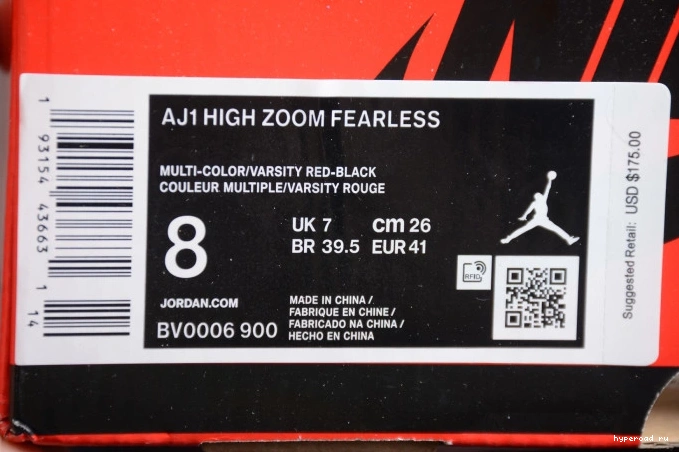 AJ1 HIGH ZOOM FEARLESS
MULTI-COLOR/VARSITY RED-BLACK
COULEUR MULTIPLE/VARSITY ROUGE
8
UK 7 cm 26
BR 39.5 EUR 41
JORDAN.COM
BV0006 900
MADE IN CHINA /
FABRIQUE EN CHINE /
FABRICADO NA CHINA /
HECHO EN CHINA
RFID
Suggested Retail: USD $175.00
1 93154 43663 1
14
hyperoad.ru